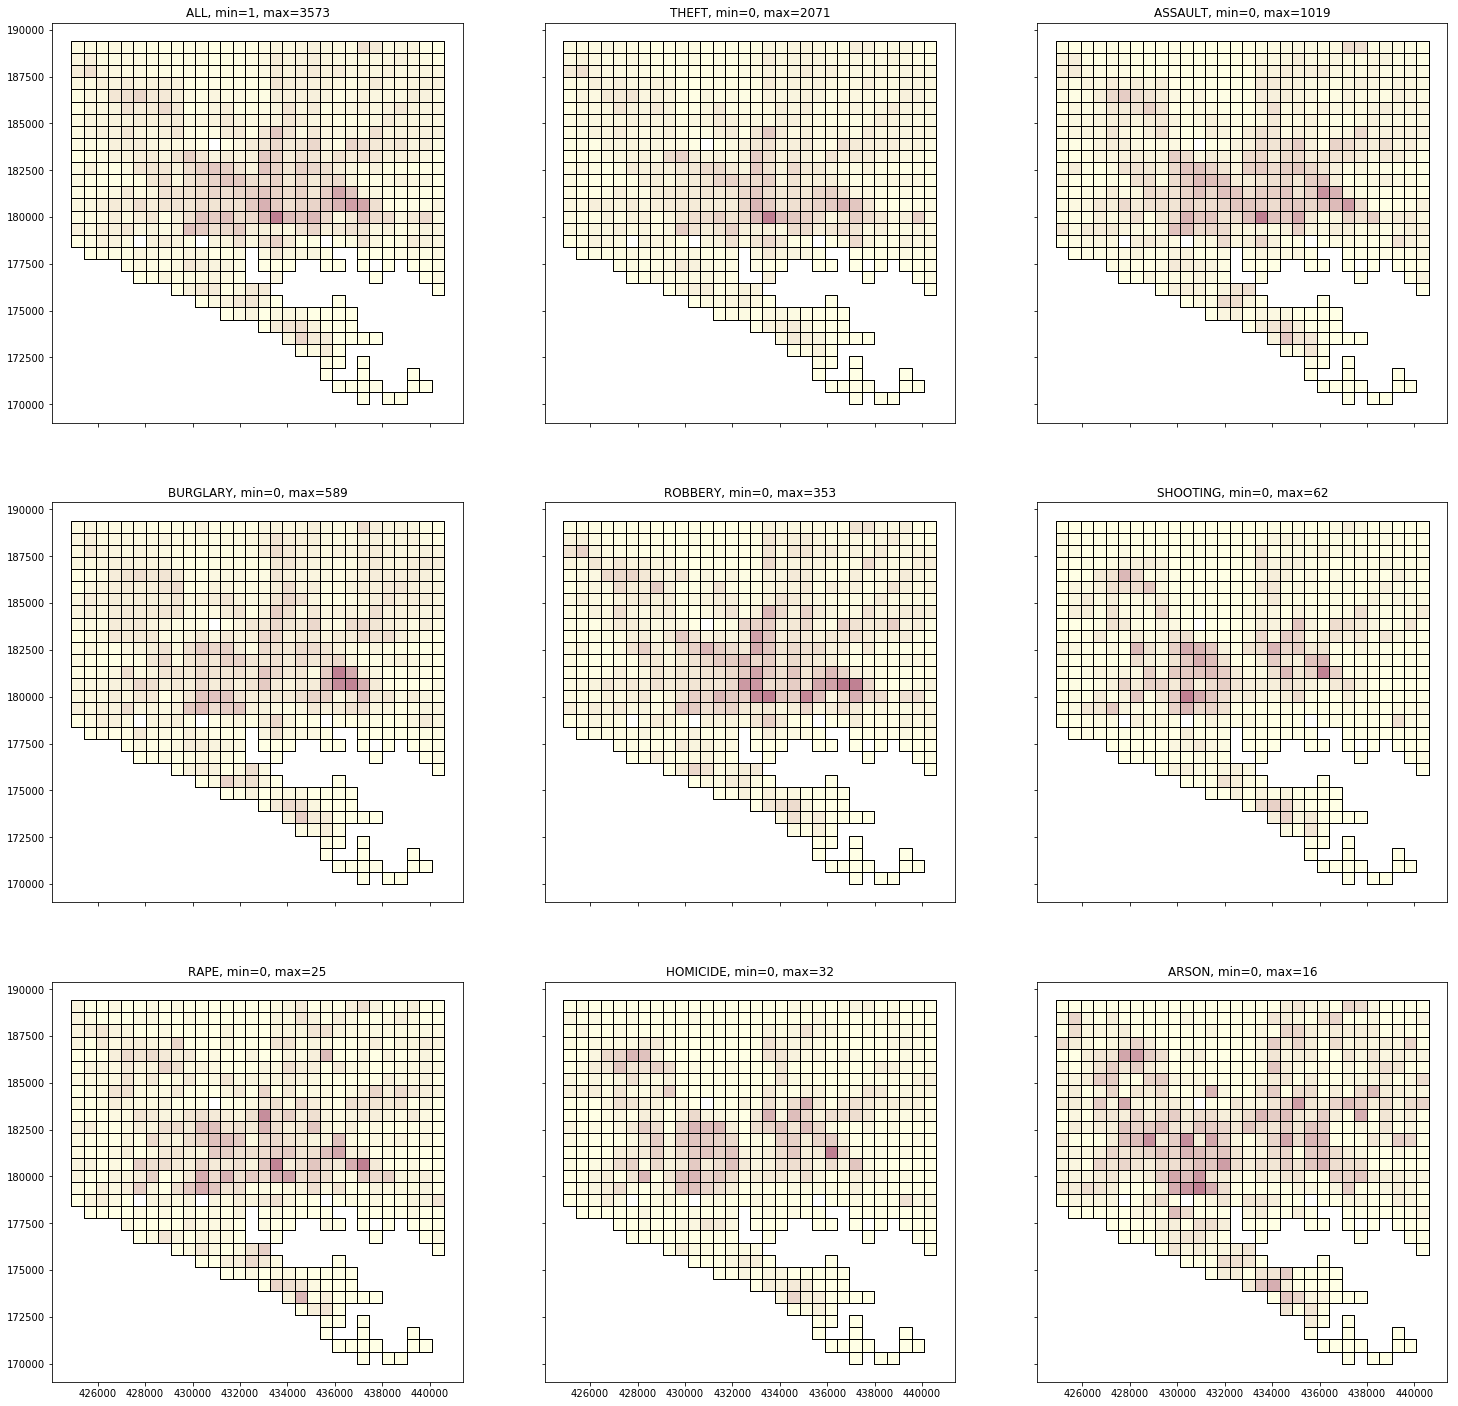 ALL, min=1, max=3573
THEFT, min=0, max=2071
ASSAULT, min=0, max=1019
190000
187500
185000
182500
180000
177500
175000
172500
170000
BURGLARY, min=0, max=589
ROBBERY, min=0, max=353
SHOOTING, min=0, max=62
190000
187500
185000
182500
180000
177500
175000
172500
170000
RAPE, min=0, max=25
HOMICIDE, min=0, max=32
ARSON, min=0, max=16
190000
187500
185000
182500
180000
177500
175000
172500
170000
426000 428000 430000 432000 434000 436000 438000 440000
426000 428000 430000 432000 434000 436000 438000 440000
426000 428000 430000 432000 434000 436000 438000 440000